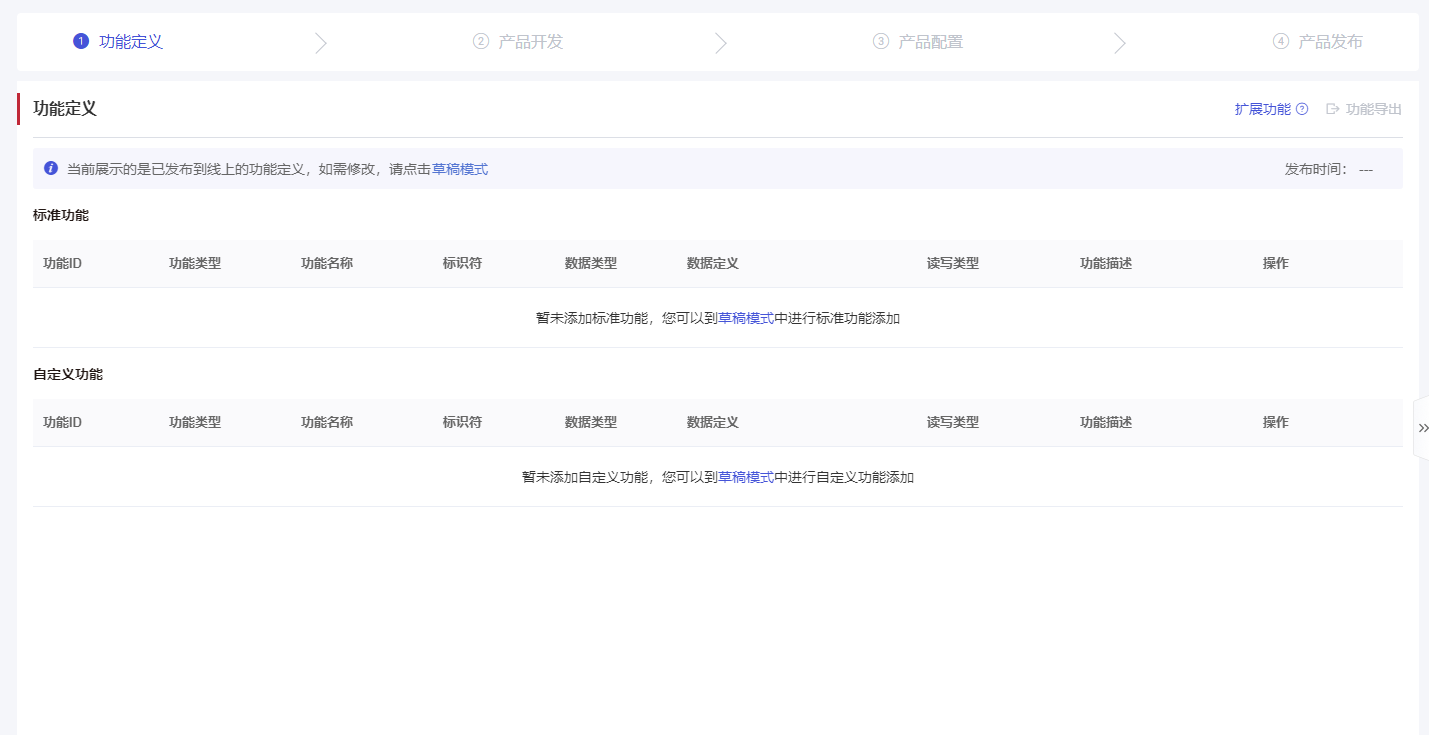 1 功能定义 2 产品开发 3 产品配置 4 产品发布
功能定义 扩展功能 ? 功能导出
i 当前展示的是已发布到线上的功能定义，如需修改，请点击草稿模式 发布时间： ---
标准功能
功能ID 功能类型 功能名称 标识符 数据类型 数据定义 读写类型 功能描述 操作
暂未添加标准功能，您可以到草稿模式中进行标准功能添加
自定义功能
功能ID 功能类型 功能名称 标识符 数据类型 数据定义 读写类型 功能描述 操作
暂未添加自定义功能，您可以到草稿模式中进行自定义功能添加